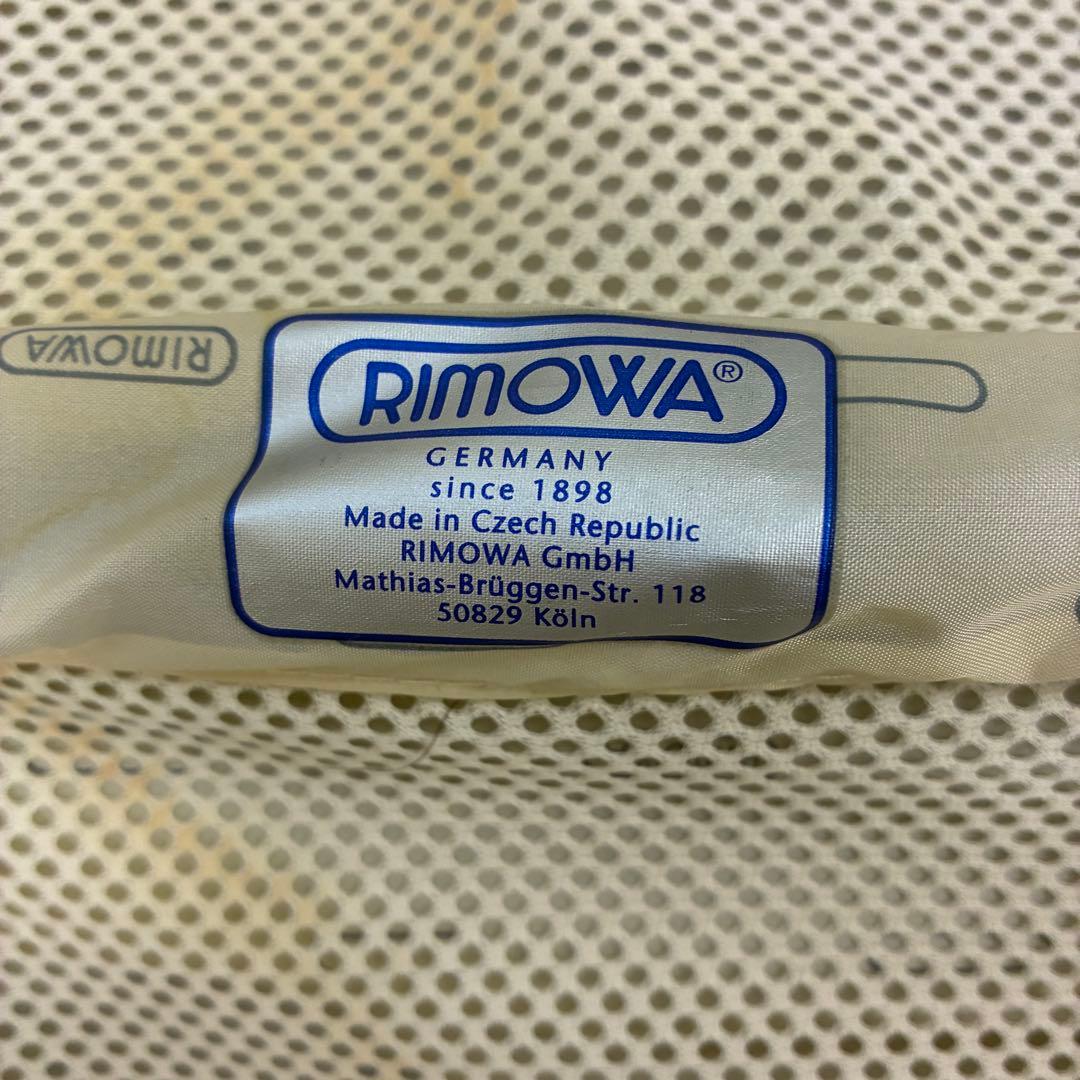 RIMOWA
RIMOWA®
GERMANY
since 1898
Made in Czech Republic
RIMOWA GmbH
Mathias-Brüggen-Str. 118
50829 Köln